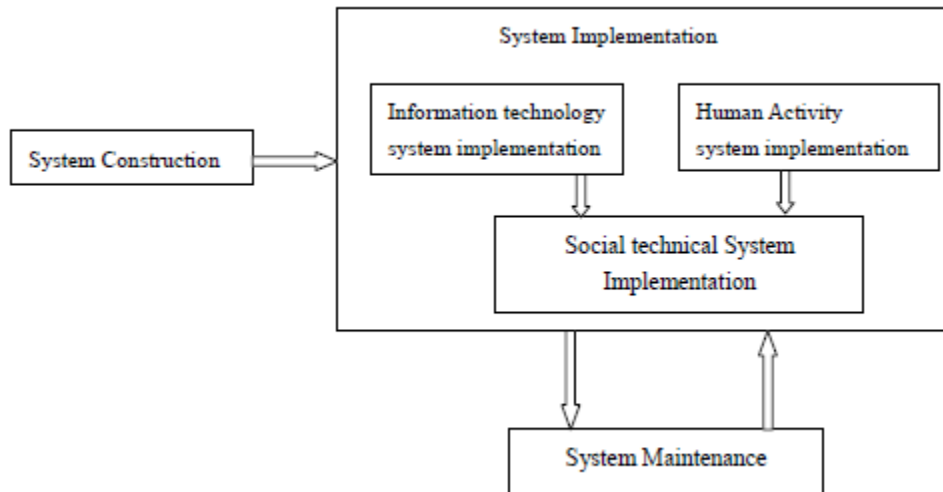 System Implementation
Information technology
system implementation
Human Activity
system implementation
System Construction
Social technical System
Implementation
System Maintenance